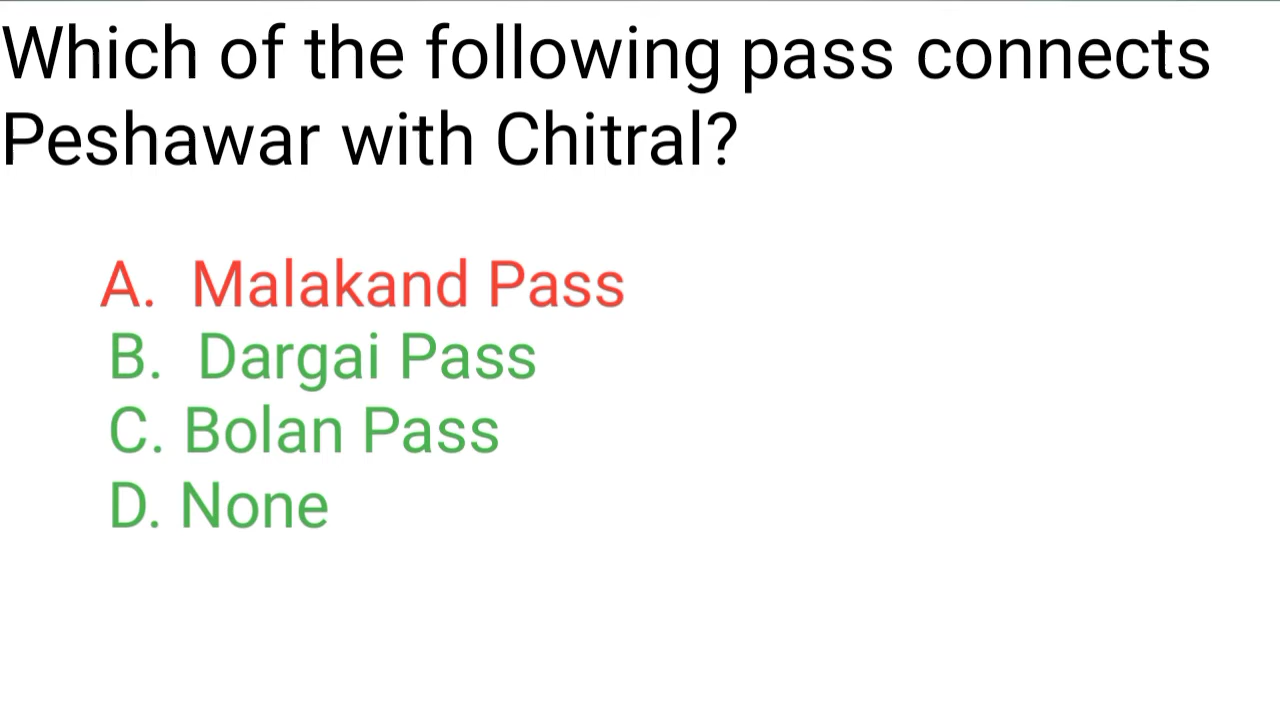 Which of the following pass connects
Peshawar with Chitral?
A. Malakand Pass
B. Dargai Pass
C. Bolan Pass
D. None